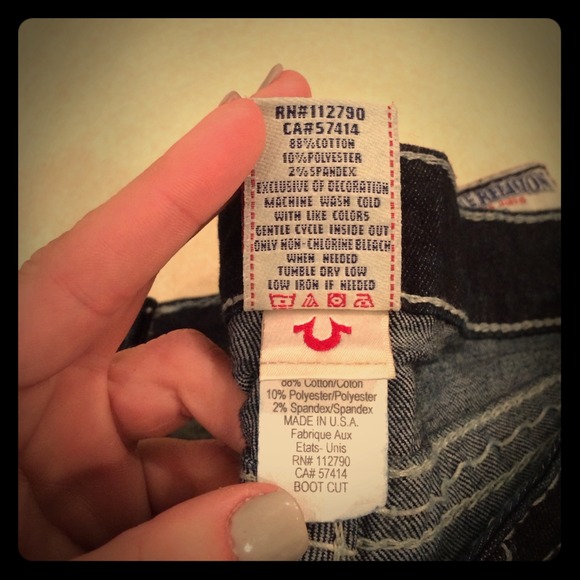 RN#112790
CA#57414
88%COTTON
10%POLYESTER
2%SPANDEX
EXCLUSIVE OF DECORATION
MACHINE WASH COLD
WITH LIKE COLORS
GENTLE CYCLE INSIDE OUT
ONLY NON-CHLORINE BLEACH
WHEN NEEDED
TUMBLE DRY LOW
LOW IRON IF NEEDED
88% Cotton/Coton
10% Polyester/Polyester
2% Spandex/Spandex
MADE IN U.S.A.
Fabrique Aux
Etats- Unis
RN# 112790
CA# 57414
BOOT CUT
RELIGION